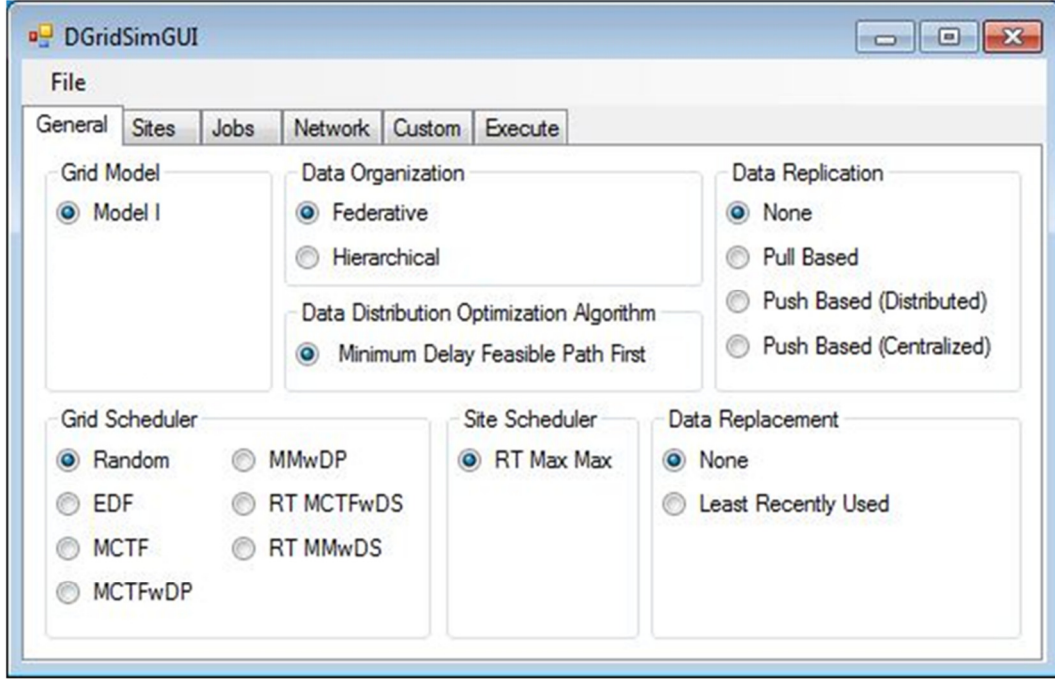 DGridSimGUI
File
General Sites Jobs Network Custom Execute
Grid Model
Model I
Data Organization
Federative
Hierarchical
Data Distribution Optimization Algorithm
Minimum Delay Feasible Path First
Data Replication
None
Pull Based
Push Based (Distributed)
Push Based (Centralized)
Grid Scheduler
Random
EDF
MCTF
MCTFwDP
MMwDP
RT MCTFwDS
RT MMwDS
Site Scheduler
RT Max Max
Data Replacement
None
Least Recently Used